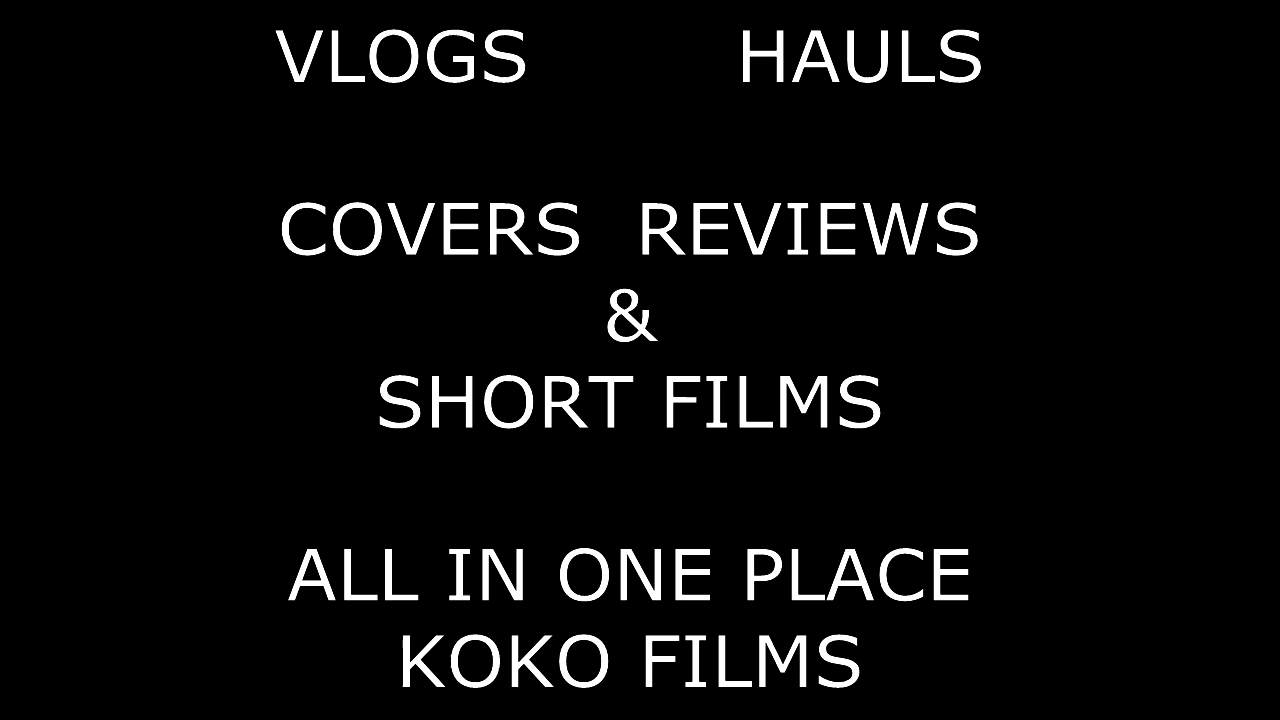 VLOGS HAULS
COVERS REVIEWS
&
SHORT FILMS
ALL IN ONE PLACE
KOKO FILMS